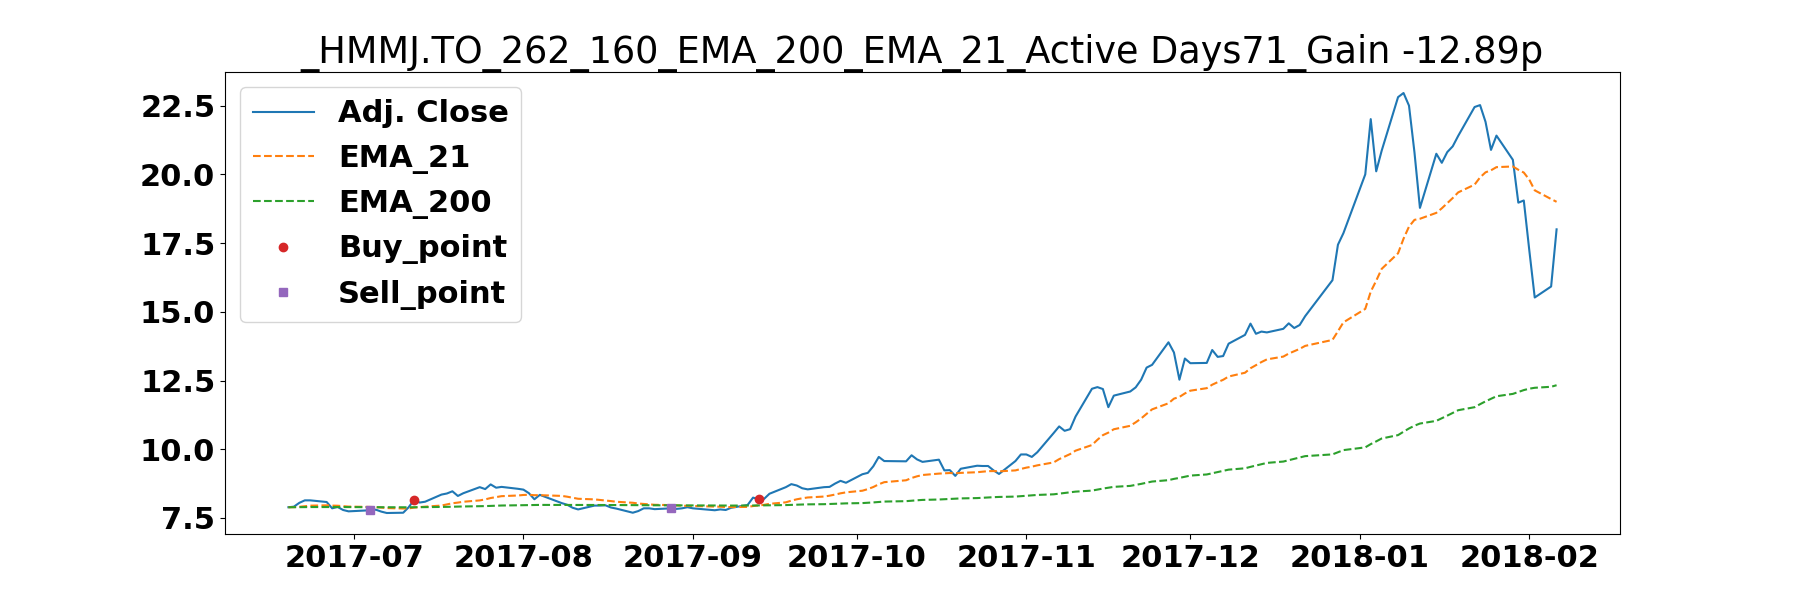 _HMMJ.TO_262_160_EMA_200_EMA_21_Active Days71_Gain -12.89p
Adj. Close
EMA_21
EMA_200
Buy_point
Sell_point
22.5
20.0
17.5
15.0
12.5
10.0
7.5
2017-07 2017-08 2017-09 2017-10 2017-11 2017-12 2018-01 2018-02